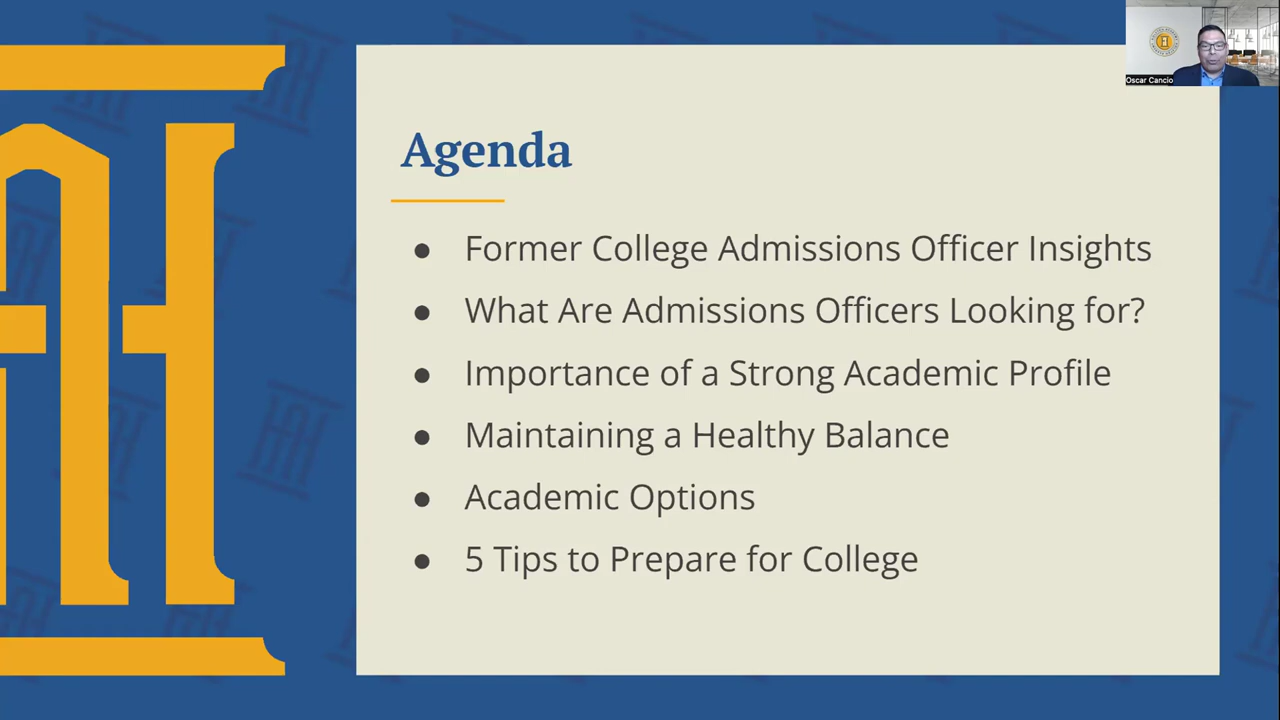 Oscar Cancio
Agenda
● Former College Admissions Officer Insights
● What Are Admissions Officers Looking for?
● Importance of a Strong Academic Profile
● Maintaining a Healthy Balance
● Academic Options
● 5 Tips to Prepare for College